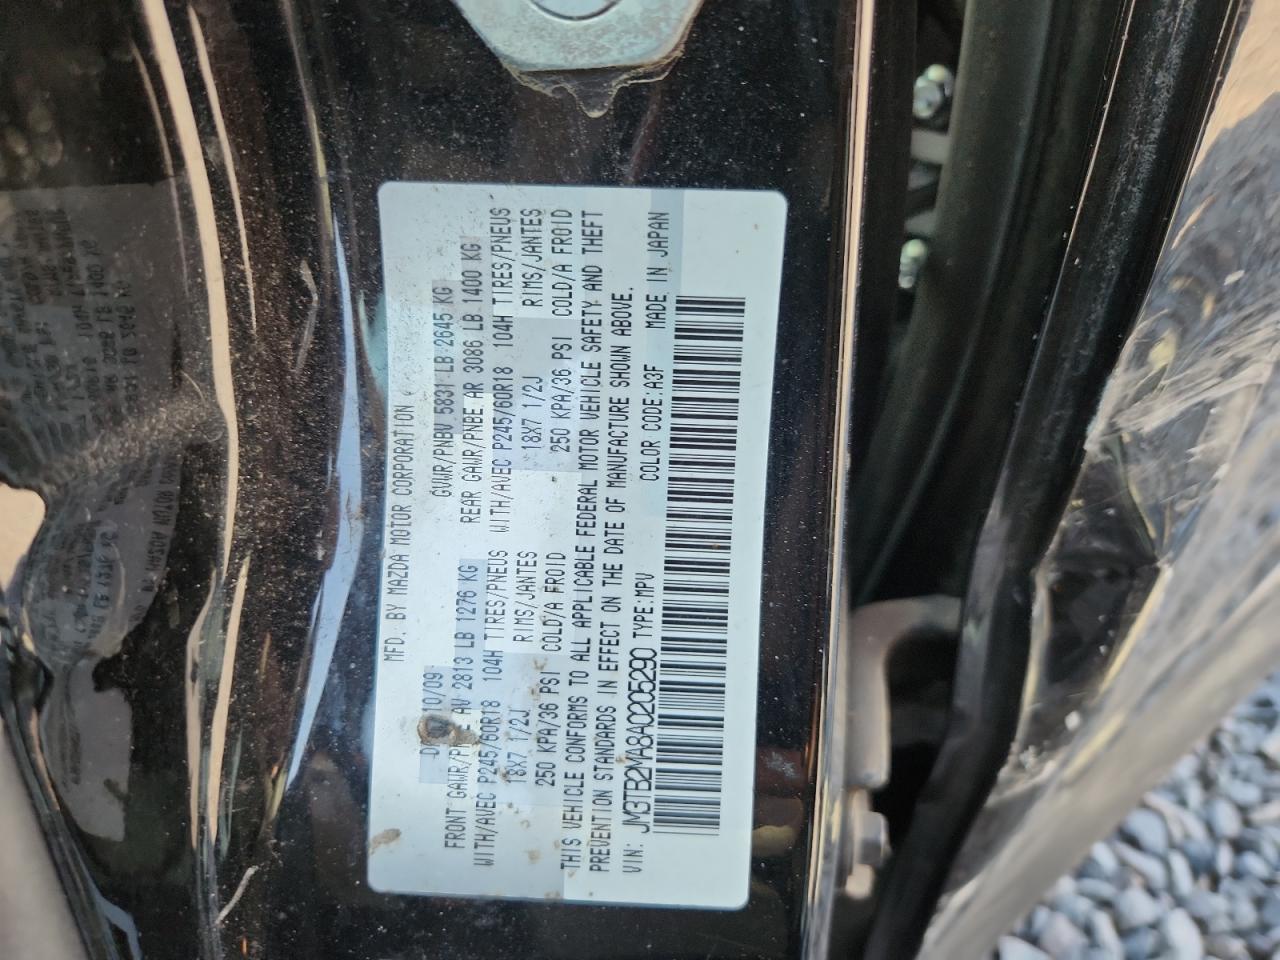 MFD. BY MAZDA MOTOR CORPORATION
10/09 GVWR/PNBV 5831 LB 2645 KG
FRONT GAWR/PNBE AV 2813 LB 1276 KG REAR GAWR/PNBE AR 3086 LB 1400 KG
WITH/AVEC P245/60R18 104H TIRES/PNEUS WITH/AVEC P245/60R18 104H TIRES/PNEUS
18X7 1/2J RIMS/JANTES 18X7 1/2J RIMS/JANTES
250 KPA/36 PSI COLD/A FROID 250 KPA/36 PSI COLD/A FROID
THIS VEHICLE CONFORMS TO ALL APPLICABLE FEDERAL MOTOR VEHICLE SAFETY AND THEFT
PREVENTION STANDARDS IN EFFECT ON THE DATE OF MANUFACTURE SHOWN ABOVE.
VIN: JM3TB2MA8A0205290 TYPE:MPV COLOR CODE:A3F MADE IN JAPAN